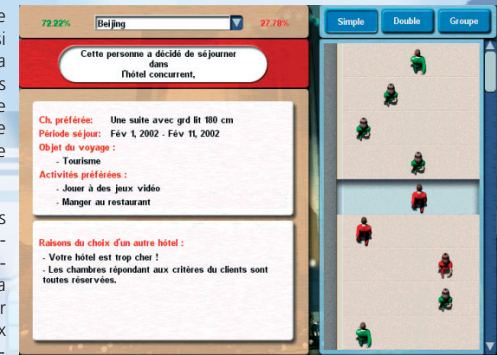 72.22% Beijing 27.78%
Simple Double Groupe
Cette personne a décidé de séjourner
dans
l'hôtel concurrent,
Ch. préférée: Une suite avec grd lit 180 cm
Période séjour: Fév 1, 2002 - Fév 11, 2002
Objet du voyage :
- Tourisme
Activités préférées :
- Jouer à des jeux vidéo
- Manger au restaurant
Raisons du choix d'un autre hôtel :
- Votre hôtel est trop cher !
- Les chambres répondant aux critères du clients sont
toutes réservées.